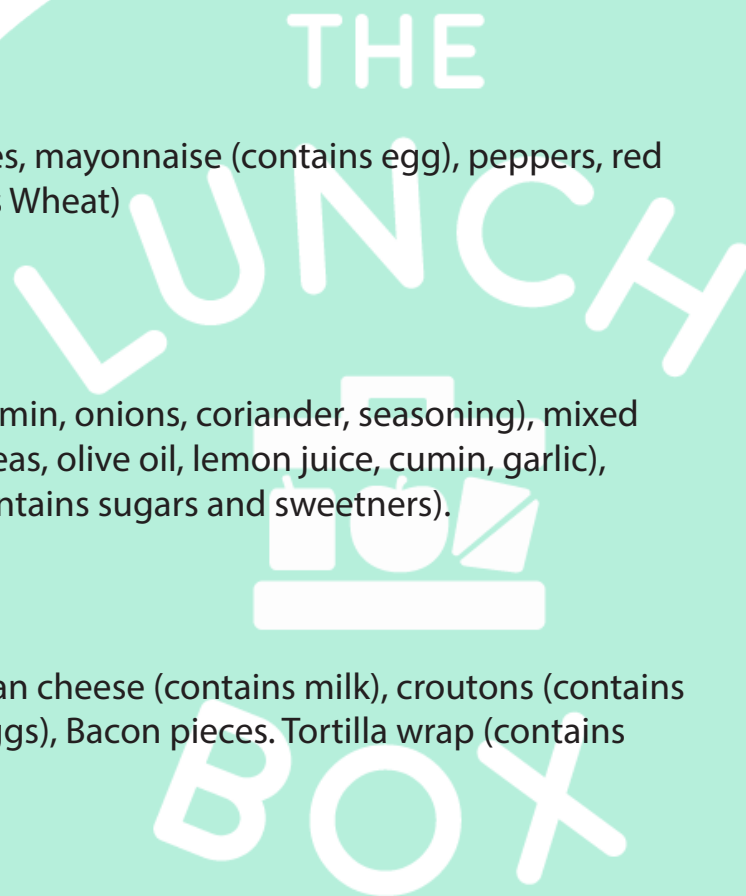 THE
LUNCH
BOX
es, mayonnaise (contains egg), peppers, red
s Wheat)
min, onions, coriander, seasoning), mixed
eas, olive oil, lemon juice, cumin, garlic),
ntains sugars and sweetners).
an cheese (contains milk), croutons (contains
ggs), Bacon pieces. Tortilla wrap (contains